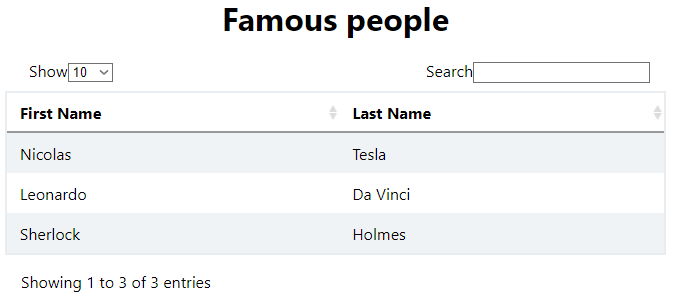 Famous people
Show 10 Search
First Name Last Name
Nicolas Tesla
Leonardo Da Vinci
Sherlock Holmes
Showing 1 to 3 of 3 entries